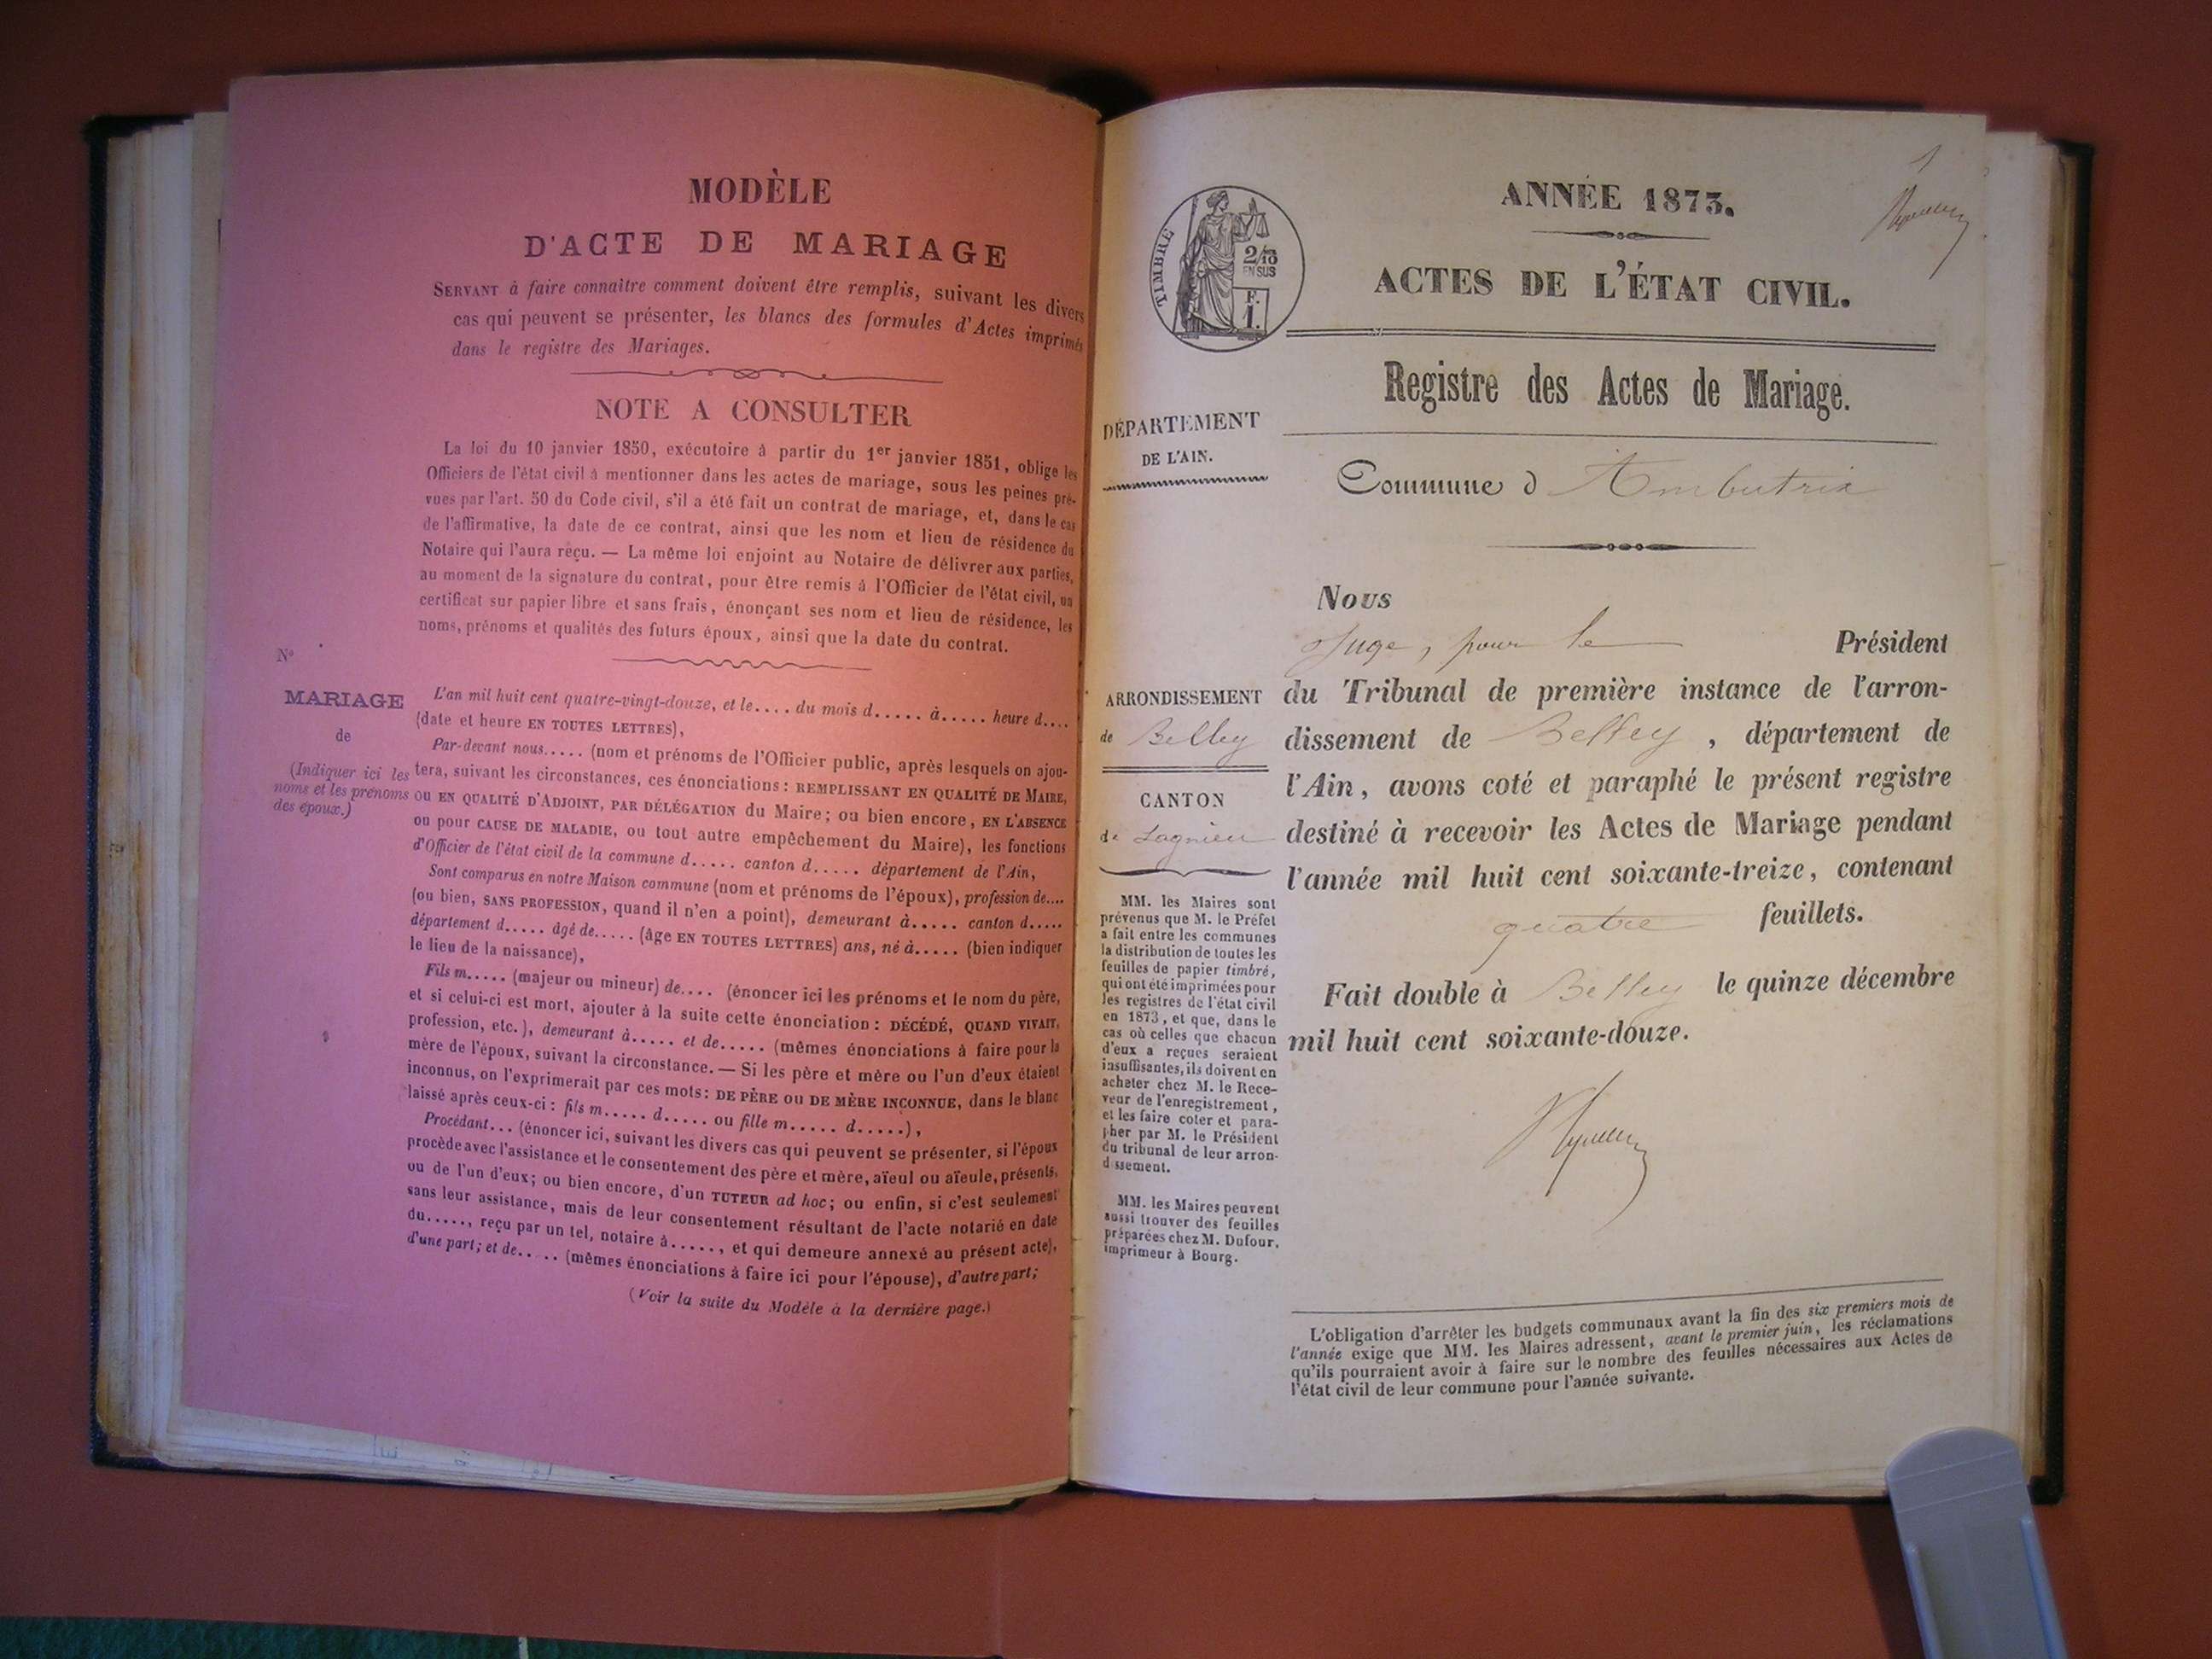 MODÈLE
D'ACTE DE MARIAGE
SERVANT à faire connaître comment doivent être remplis, suivant les divers
cas qui peuvent se présenter, les blancs des formules d'Actes imprimés
dans le registre des Mariages.
NOTE A CONSULTER
La loi du 10 janvier 1850, exécutoire à partir du 1er janvier 1851, oblige les
Officiers de l'état civil à mentionner dans les actes de mariage, sous les peines pré-
vues par l'art. 50 du Code civil, s'il a été fait un contrat de mariage, et, dans le cas
de l'affirmative, la date de ce contrat, ainsi que les nom et lieu de résidence du
Notaire qui l'aura reçu. — La même loi enjoint au Notaire de délivrer aux parties,
au moment de la signature du contrat, pour être remis à l'Officier de l'état civil, un
certificat sur papier libre et sans frais, énonçant ses nom et lieu de résidence, les
noms, prénoms et qualités des futurs époux, ainsi que la date du contrat.
N°
MARIAGE
de
(Indiquer ici les
noms et les prénoms
des époux.)
L'an mil huit cent quatre-vingt-douze, et le.... du mois d..... à..... heure d....
(date et heure EN TOUTES LETTRES),
Par-devant nous..... (nom et prénoms de l'Officier public, après lesquels on ajou-
tera, suivant les circonstances, ces énonciations: REMPLISSANT EN QUALITÉ DE MAIRE,
OU EN QUALITÉ D'ADJOINT, PAR DÉLÉGATION du Maire; ou bien encore, EN L'ABSENCE
ou pour CAUSE DE MALADIE, ou tout autre empêchement du Maire), les fonctions
d'Officier de l'état civil de la commune d..... canton d..... département de l'Ain,
Sont comparus en notre Maison commune (nom et prénoms de l'époux), profession de....
(ou bien, SANS PROFESSION, quand il n'en a point), demeurant à..... canton d.....
département d..... âgé de..... (âge EN TOUTES LETTRES) ans, né à..... (bien indiquer
le lieu de la naissance),
Fils m..... (majeur ou mineur) de.... (énoncer ici les prénoms et le nom du père,
et si celui-ci est mort, ajouter à la suite cette énonciation: DÉCÉDÉ, QUAND VIVAIT,
profession, etc.), demeurant à..... et de..... (mêmes énonciations à faire pour la
mère de l'époux, suivant la circonstance. — Si les père et mère ou l'un d'eux étaient
inconnus, on l'exprimerait par ces mots: DE PÈRE OU DE MÈRE INCONNUE, dans le blanc
laissé après ceux-ci: fils m..... d..... ou fille m..... d.....),
Procédant... (énoncer ici, suivant les divers cas qui peuvent se présenter, si l'époux
procède avec l'assistance et le consentement des père et mère, aïeul ou aïeule, présents,
ou de l'un d'eux; ou bien encore, d'un TUTEUR ad hoc; ou enfin, si c'est seulement
sans leur assistance, mais de leur consentement résultant de l'acte notarié en date
du....., reçu par un tel, notaire à....., et qui demeure annexé au présent acte),
d'une part; et de..... (mêmes énonciations à faire ici pour l'épouse), d'autre part;
(Voir la suite du Modèle à la dernière page.)
1
TIMBRE
2/10
EN SUS
F.
1.
ANNÉE 1873.
ACTES DE L'ÉTAT CIVIL.
Registre des Actes de Mariage.
DÉPARTEMENT
DE L'AIN.
Commune d Ambutrix
ARRONDISSEMENT
de Belley
CANTON
de Lagnieu
MM. les Maires sont
prévenus que M. le Préfet
a fait entre les communes
la distribution de toutes les
feuilles de papier timbré,
qui ont été imprimées pour
les registres de l'état civil
en 1873, et que, dans le
cas où celles que chacun
d'eux a reçues seraient
insuffisantes, ils doivent en
acheter chez M. le Rece-
veur de l'enregistrement,
et les faire coter et para-
pher par M. le Président
du tribunal de leur arron-
dissement.
MM. les Maires peuvent
aussi trouver des feuilles
préparées chez M. Dufour,
imprimeur à Bourg.
Nous
Juge, pour le Président
du Tribunal de première instance de l'arron-
dissement de Belley, département de
l'Ain, avons coté et paraphé le présent registre
destiné à recevoir les Actes de Mariage pendant
l'année mil huit cent soixante-treize, contenant
quatre feuillets.
Fait double à Belley le quinze décembre
mil huit cent soixante-douze.
L'obligation d'arrêter les budgets communaux avant la fin des six premiers mois de
l'année exige que MM. les Maires adressent, avant le premier juin, les réclamations
qu'ils pourraient avoir à faire sur le nombre des feuilles nécessaires aux Actes de
l'état civil de leur commune pour l'année suivante.